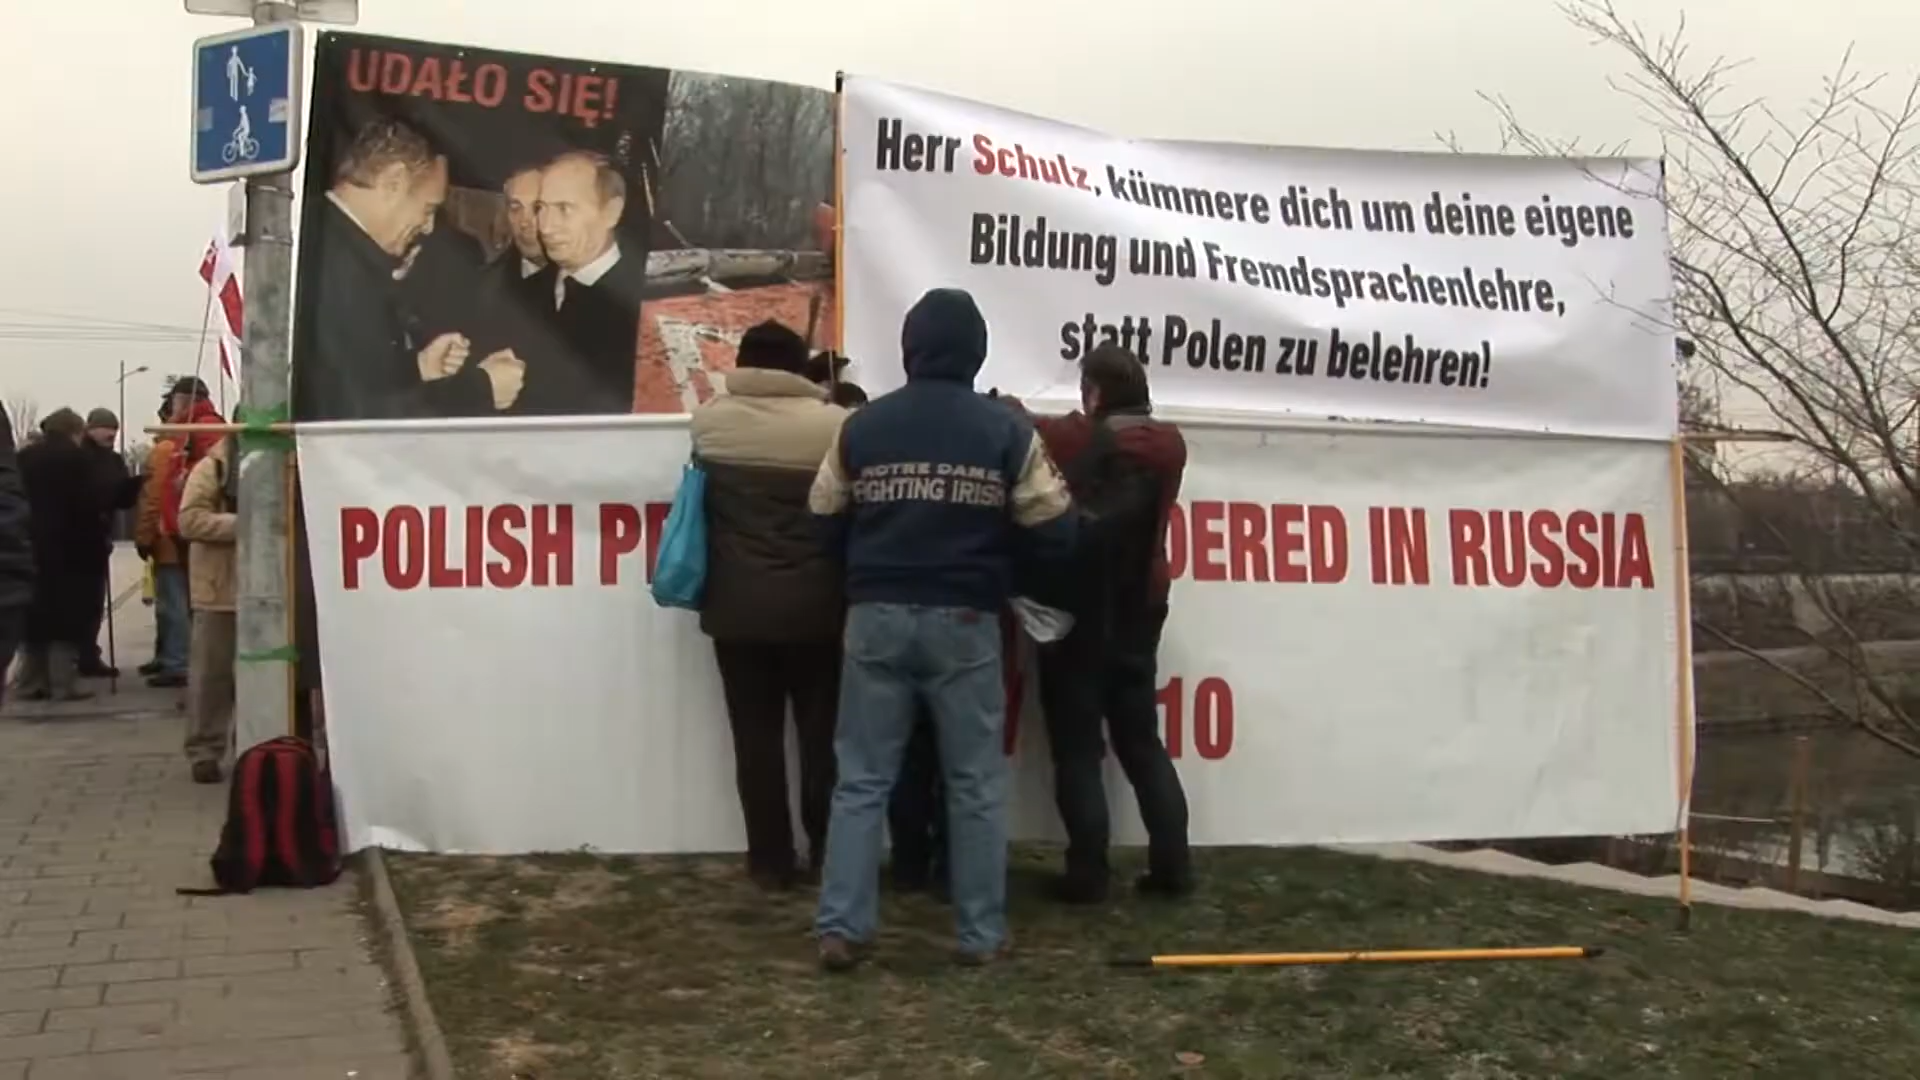 UDAŁO SIĘ!
Herr Schulz, kümmere dich um deine eigene
Bildung und Fremdsprachenlehre,
statt Polen zu belehren!
NOTRE DAME
FIGHTING IRISH
POLISH DERED IN RUSSIA
10